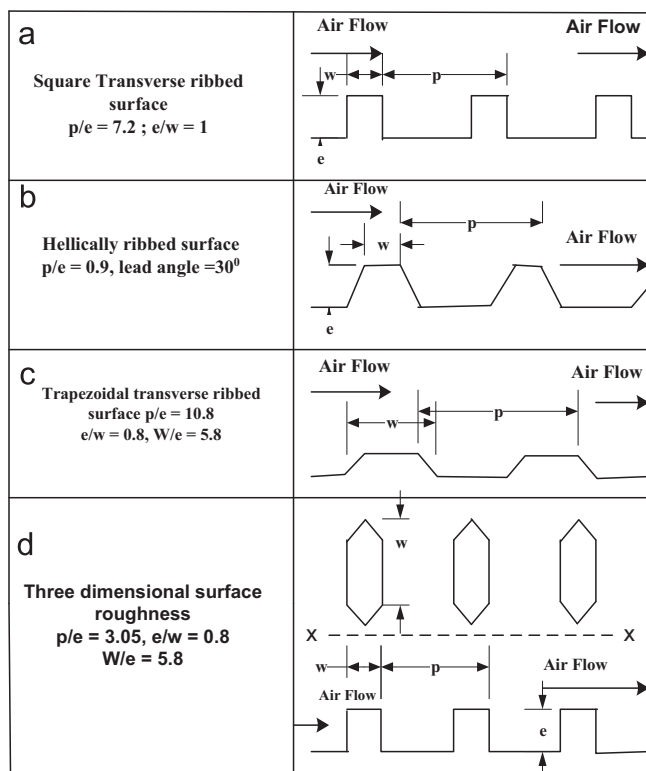 a
Square Transverse ribbed
surface
p/e = 7.2 ; e/w = 1
Air Flow
Air Flow
w
p
e
b
Hellically ribbed surface
p/e = 0.9, lead angle =30⁰
Air Flow
p
w
Air Flow
e
c
Trapezoidal transverse ribbed
surface p/e = 10.8
e/w = 0.8, W/e = 5.8
Air Flow
Air Flow
p
w
d
Three dimensional surface
roughness
p/e = 3.05, e/w = 0.8
W/e = 5.8
w
X X
w
p
Air Flow
Air Flow
e